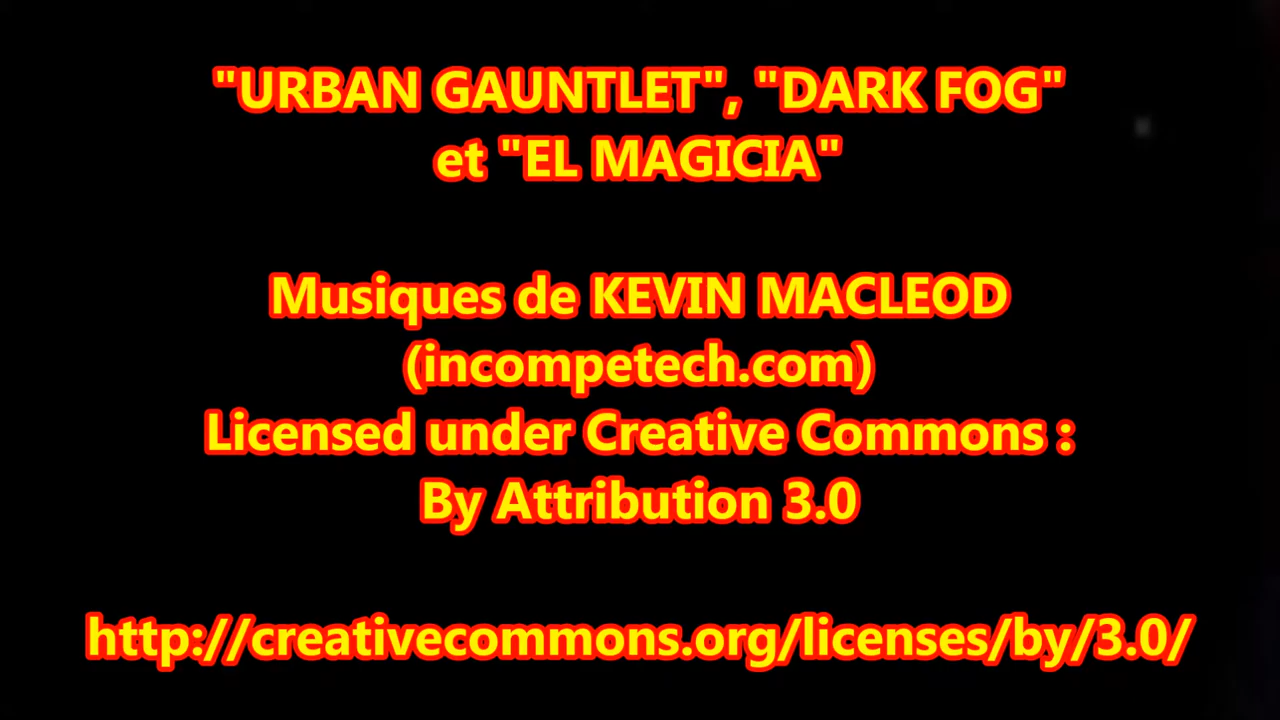 "URBAN GAUNTLET", "DARK FOG"
et "EL MAGICIA"
Musiques de KEVIN MACLEOD
(incompetech.com)
Licensed under Creative Commons :
By Attribution 3.0
http://creativecommons.org/licenses/by/3.0/